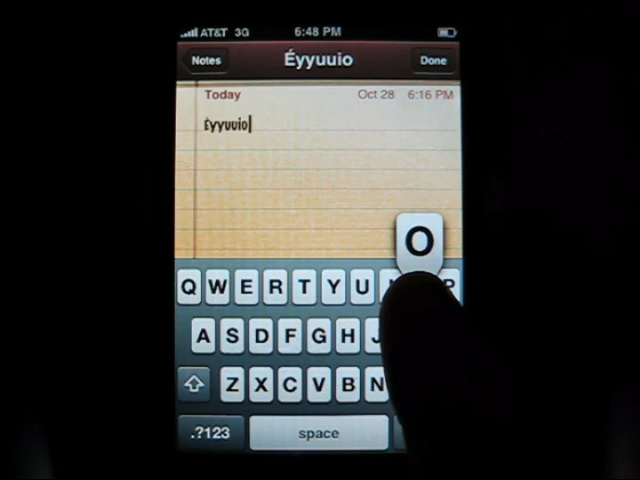 AT&T 3G 6:48 PM
Notes Éyyuuio Done
Today Oct 28 6:16 PM
Éyyuuio
O
Q W E R T Y U P
A S D F G H J
Z X C V B N
.?123 space